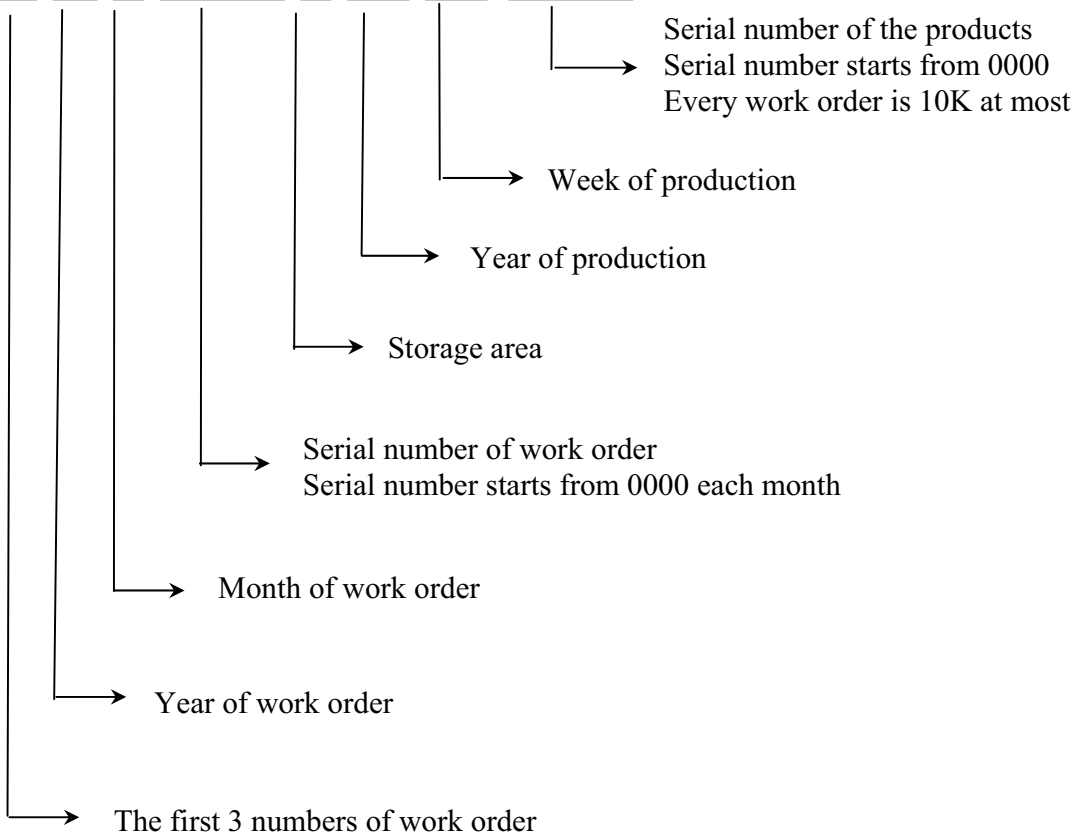 Serial number of the products
Serial number starts from 0000
Every work order is 10K at most
Week of production
Year of production
Storage area
Serial number of work order
Serial number starts from 0000 each month
Month of work order
Year of work order
The first 3 numbers of work order